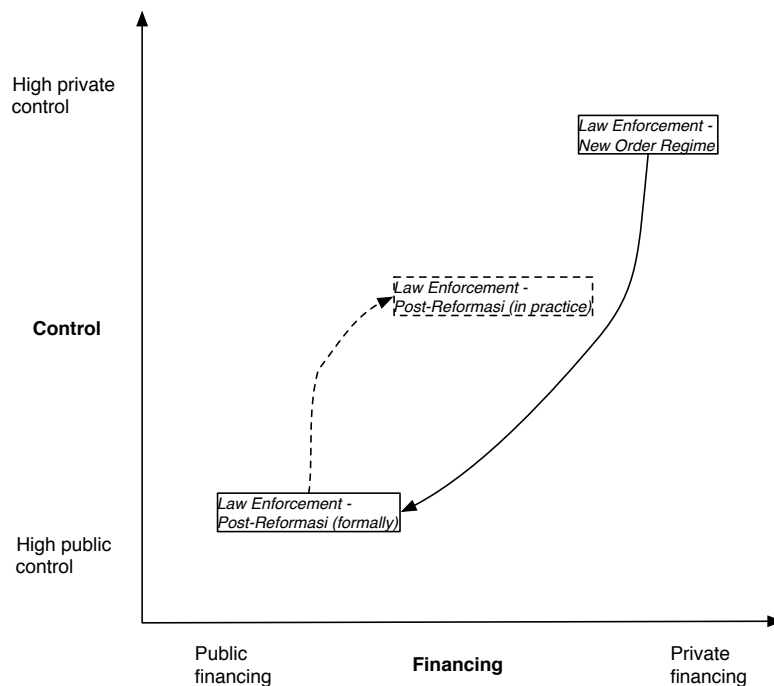 High private
control
Law Enforcement -
New Order Regime
Law Enforcement -
Post-Reformasi (in practice)
Control
Law Enforcement -
Post-Reformasi (formally)
High public
control
Public
financing
Financing
Private
financing